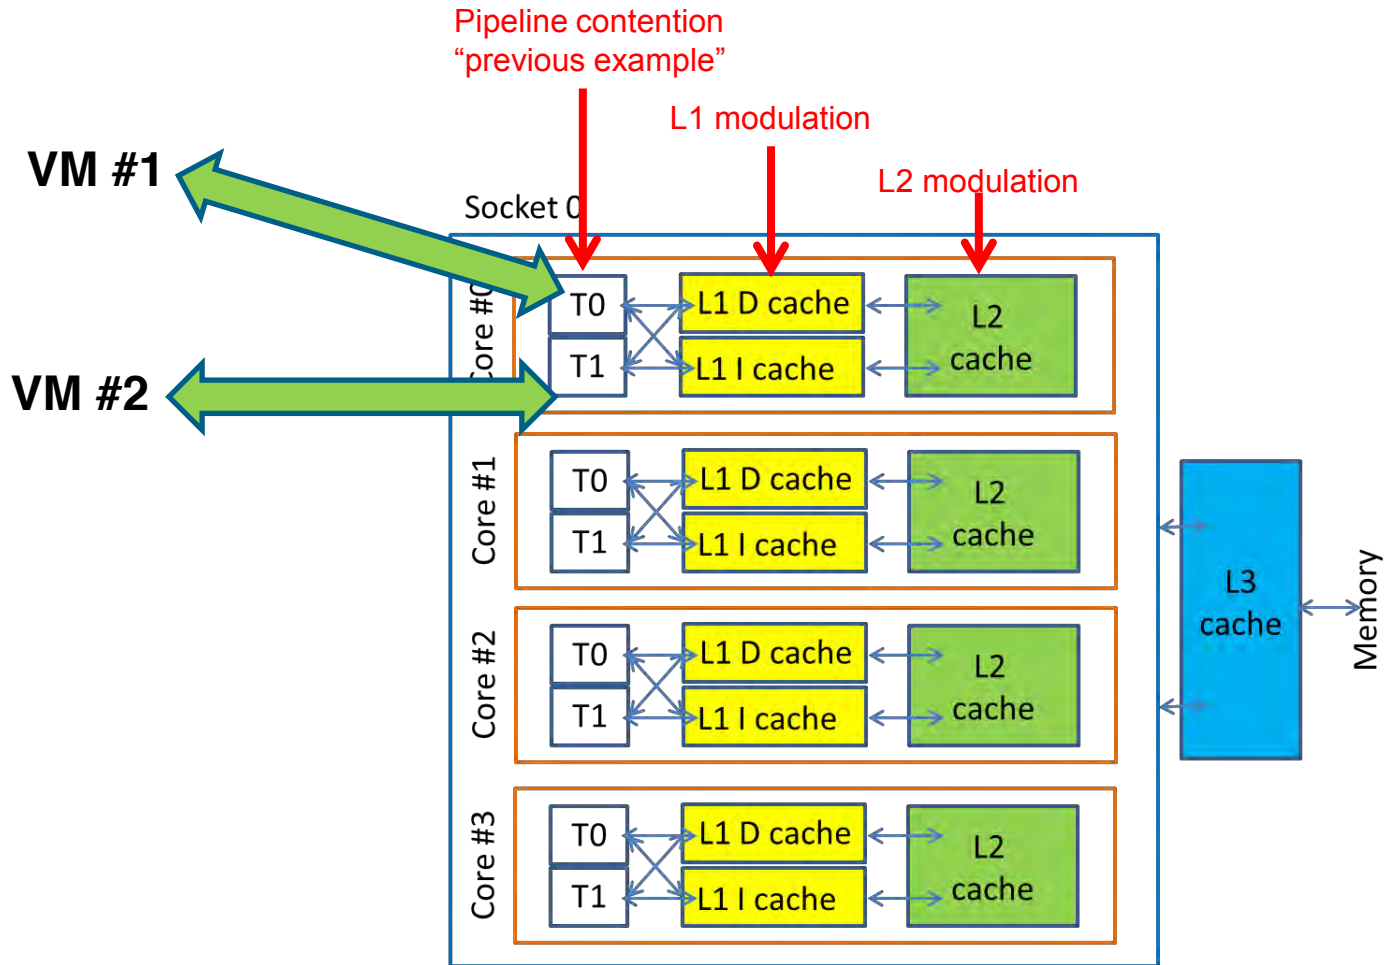 Pipeline contention
“previous example”
L1 modulation
L2 modulation
VM #1
VM #2
Socket 0
Core #0
T0
T1
L1 D cache
L1 I cache
L2
cache
Core #1
T0
T1
L1 D cache
L1 I cache
L2
cache
Core #2
T0
T1
L1 D cache
L1 I cache
L2
cache
Core #3
T0
T1
L1 D cache
L1 I cache
L2
cache
L3
cache
Memory